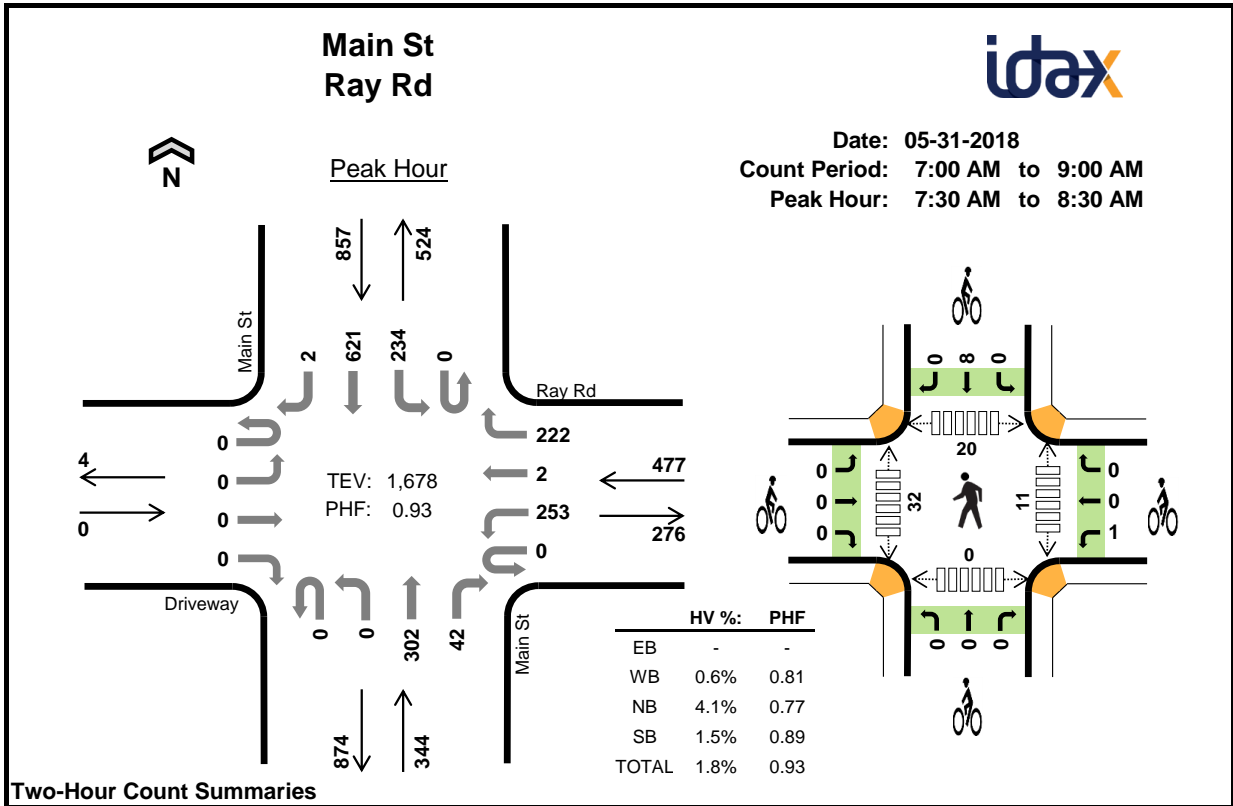 Main St
Ray Rd
idax
Date: 05-31-2018
Count Period: 7:00 AM to 9:00 AM
Peak Hour: 7:30 AM to 8:30 AM
N
Peak Hour
857
524
Main St
2
621
234
0
Ray Rd
0
0
0
0
4
0
TEV: 1,678
PHF: 0.93
222
2
253
0
477
276
Driveway
0
0
302
42
Main St
874
344
HV %: PHF
EB - -
WB 0.6% 0.81
NB 4.1% 0.77
SB 1.5% 0.89
TOTAL 1.8% 0.93
0 8 0
20
0
0
0
32
11
0
0
1
0
0 0 0
Two-Hour Count Summaries